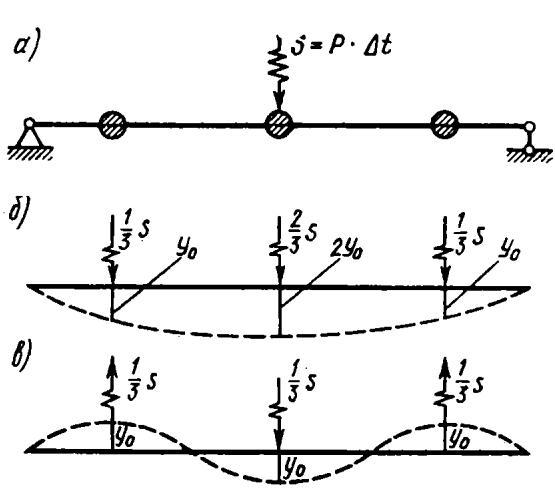 а) S = P · Δt
б) 1/3 S 2/3 S 1/3 S
y₀ 2y₀ y₀
в) 1/3 S 1/3 S 1/3 S
y₀ y₀ y₀